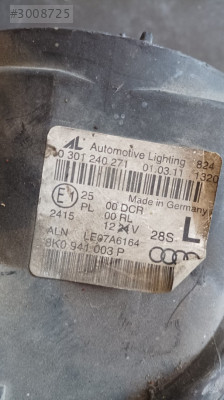 #3008725
AL Automotive Lighting 824
0 301 240 271 01.03.11 1320
Made in Germany
E1 25 00 DCR
PL 00 RL
2415 12 24V
ALN LE07A6164 28S L
8K0 941 003 P